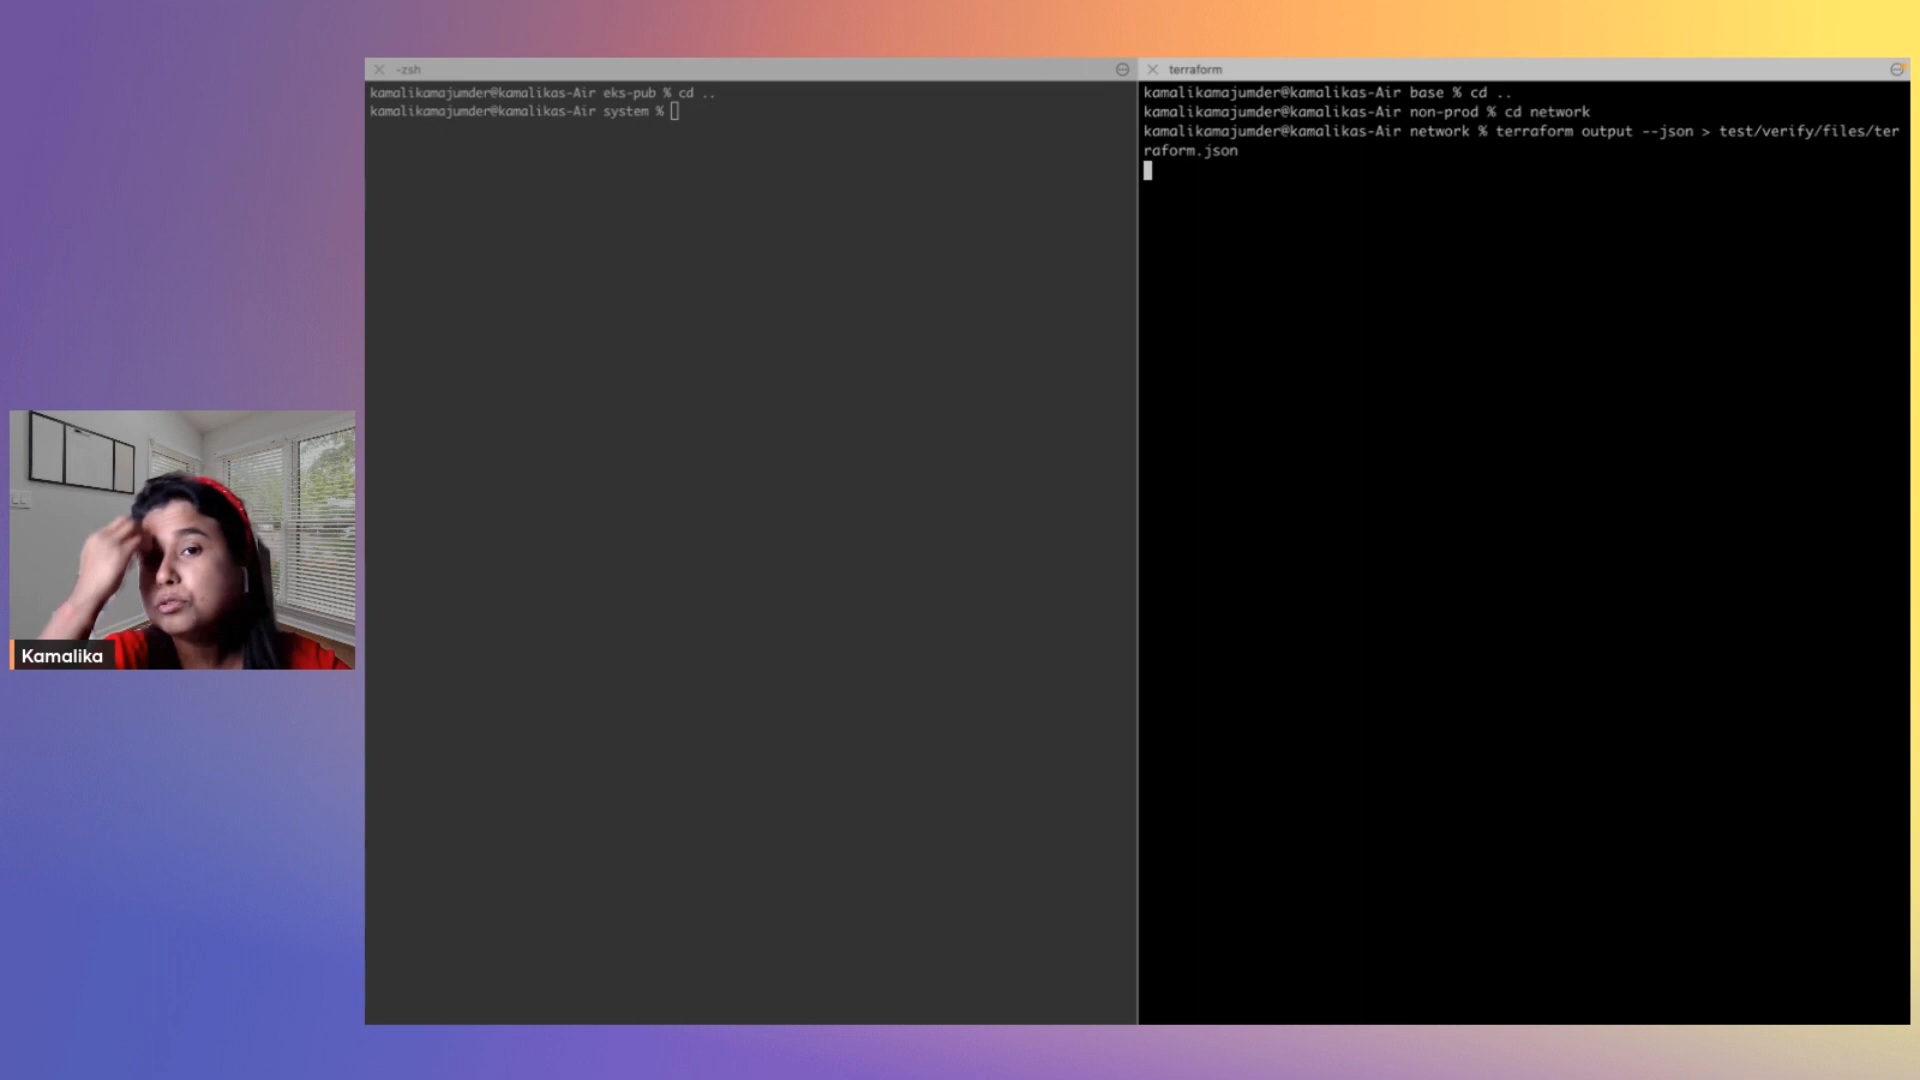 -zsh
kamalikamajumder@kamalikas-Air eks-pub % cd ..
kamalikamajumder@kamalikas-Air system %
terraform
kamalikamajumder@kamalikas-Air base % cd ..
kamalikamajumder@kamalikas-Air non-prod % cd network
kamalikamajumder@kamalikas-Air network % terraform output --json > test/verify/files/ter
raform.json
Kamalika